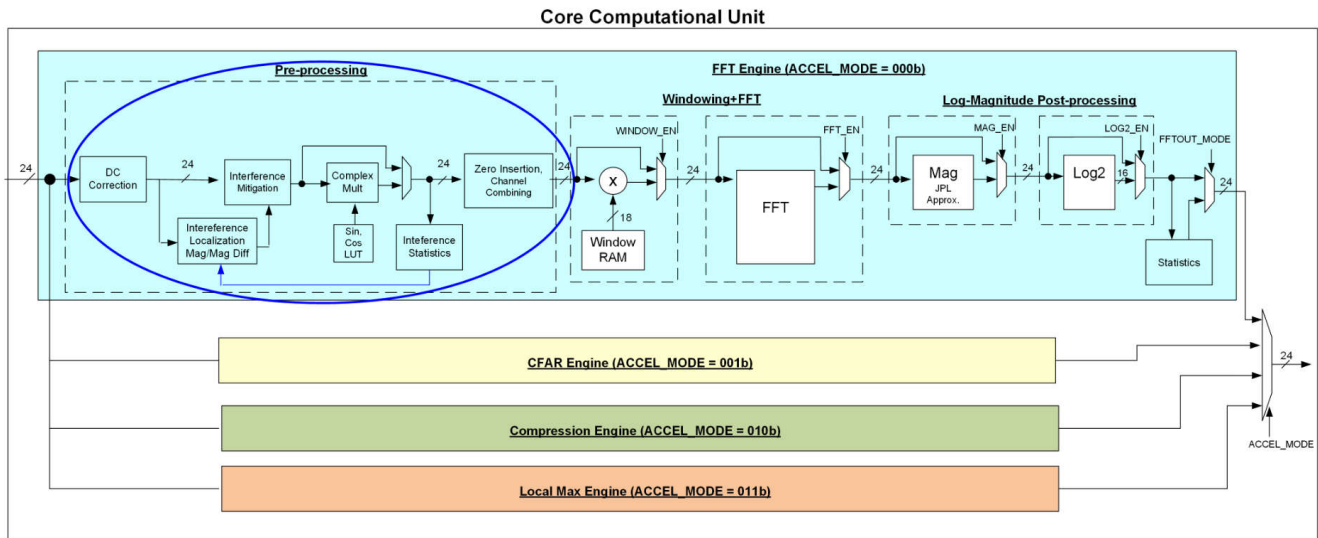 Core Computational Unit
Pre-processing
FFT Engine (ACCEL_MODE = 000b)
Windowing+FFT
Log-Magnitude Post-processing
WINDOW_EN
FFT_EN
MAG_EN
LOG2_EN
FFTOUT_MODE
24
DC
Correction
24
Interference
Mitigation
Complex
Mult
24
Zero Insertion,
Channel
Combining
24
X
24
FFT
24
Mag
JPL
Approx.
24
Log2
16
24
Intereference
Localization
Mag/Mag Diff
Sin,
Cos
LUT
Inteference
Statistics
18
Window
RAM
Statistics
CFAR Engine (ACCEL_MODE = 001b)
24
Compression Engine (ACCEL_MODE = 010b)
ACCEL_MODE
Local Max Engine (ACCEL_MODE = 011b)